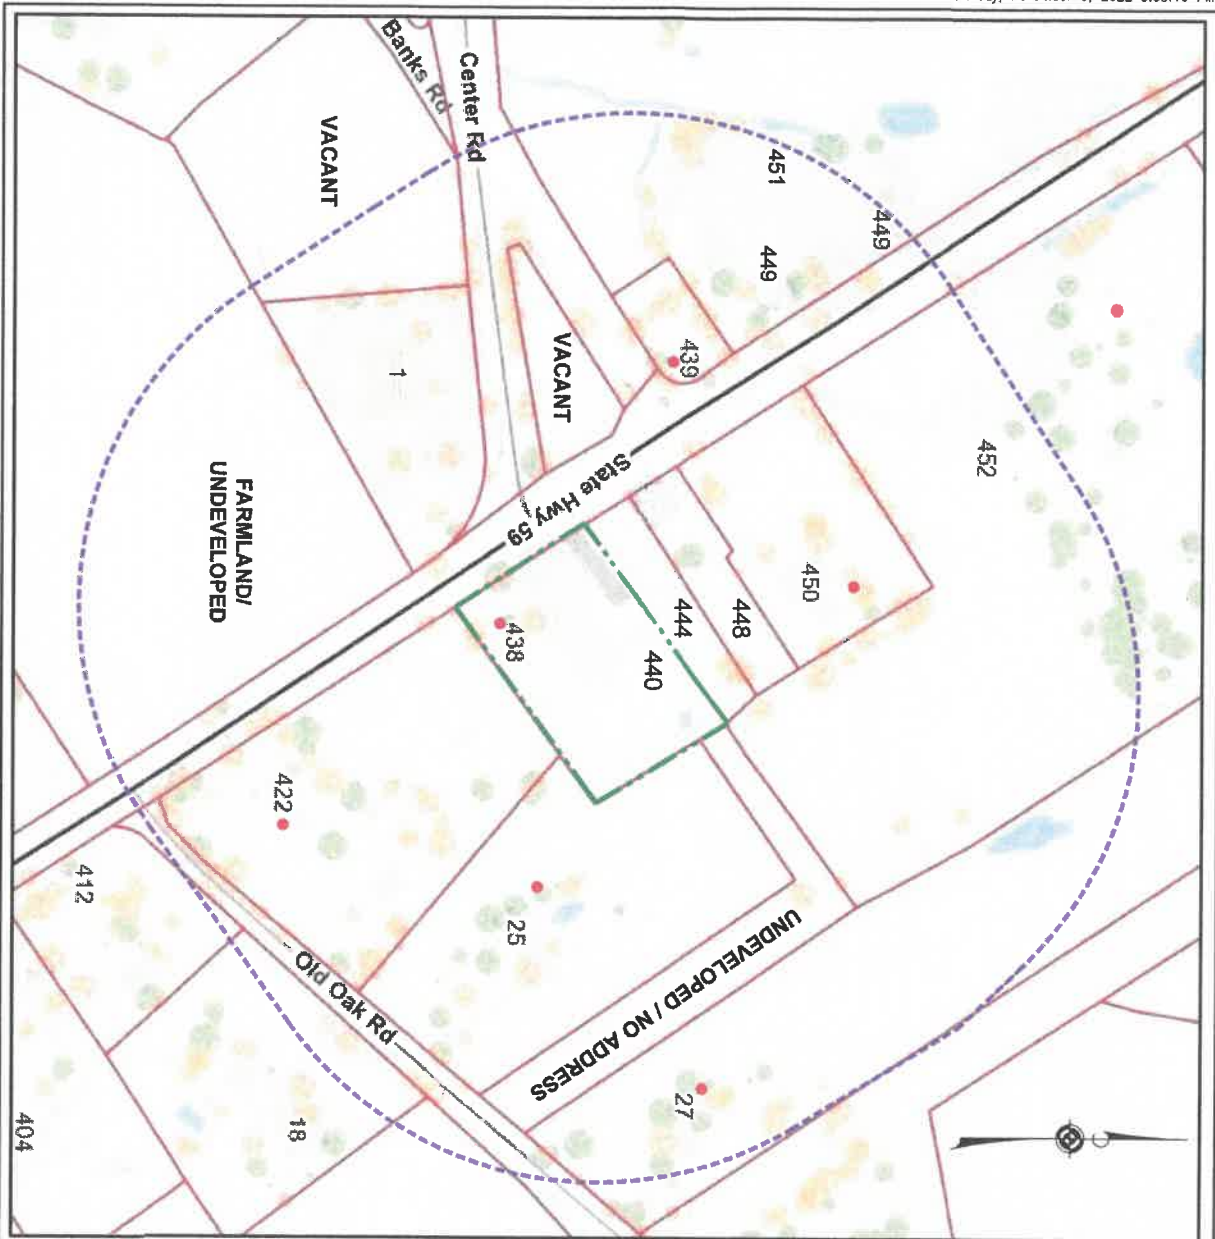 Banks Rd
Center Rd
VACANT
451
449
449
439
VACANT
1
452
State Hwy 59
450
448
444
440
438
FARMLAND/
UNDEVELOPED
422
25
412
UNDEVELOPED / NO ADDRESS
Old Oak Rd
27
18
404